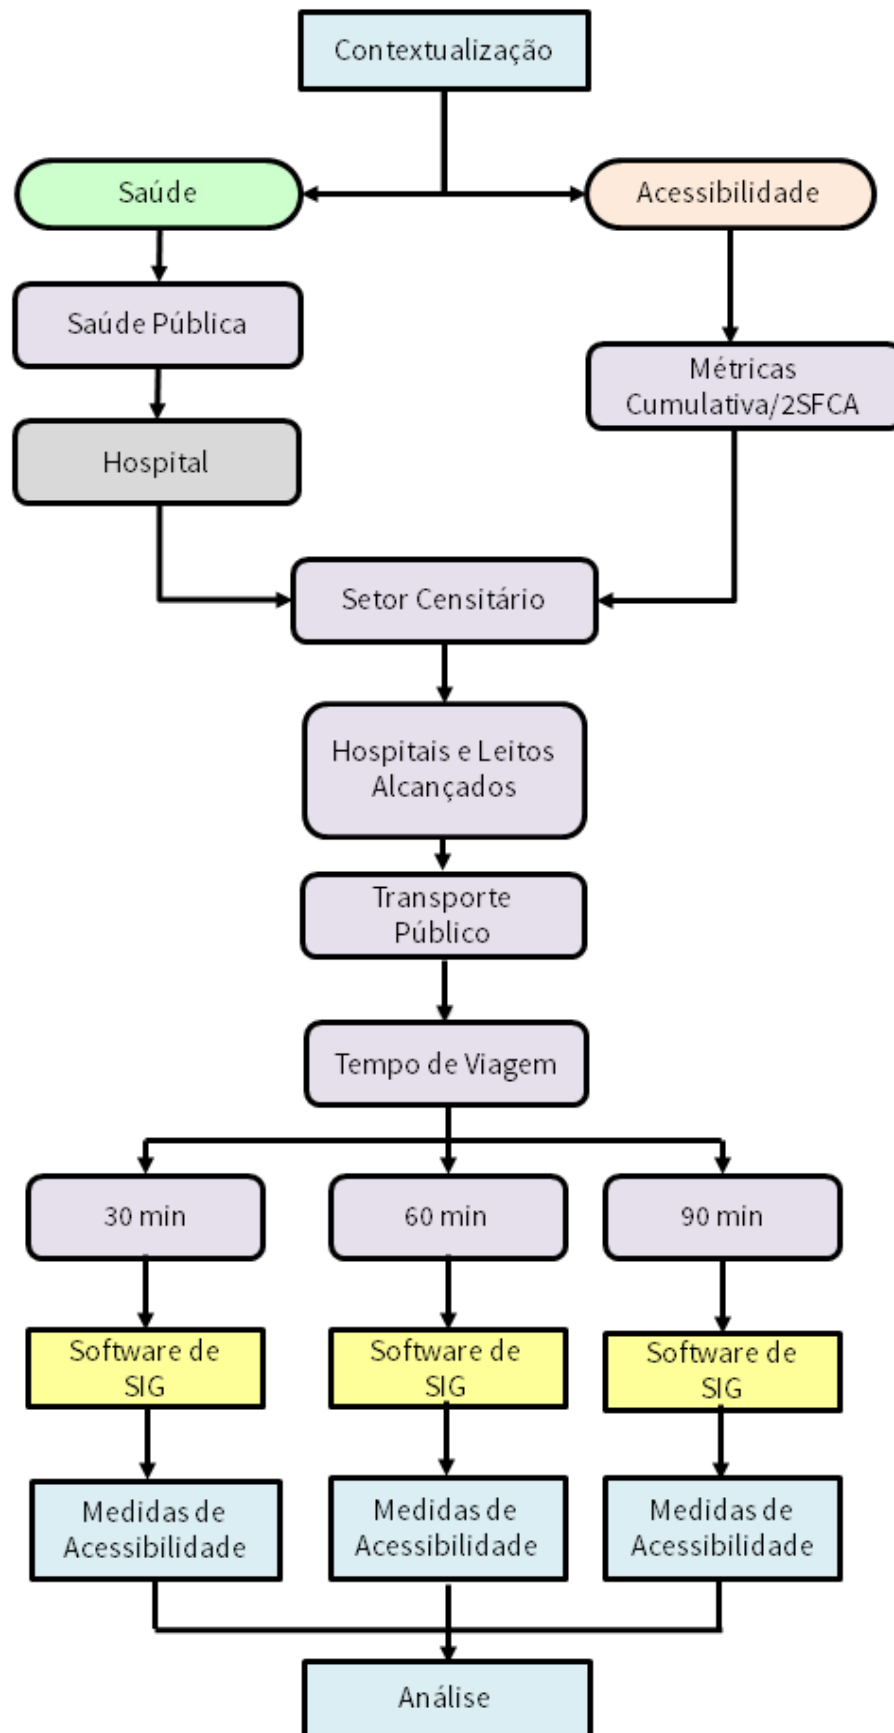 Contextualização
Saúde
Acessibilidade
Saúde Pública
Métricas
Cumulativa/2SFCA
Hospital
Setor Censitário
Hospitais e Leitos
Alcançados
Transporte
Público
Tempo de Viagem
30 min
60 min
90 min
Software de
SIG
Software de
SIG
Software de
SIG
Medidas de
Acessibilidade
Medidas de
Acessibilidade
Medidas de
Acessibilidade
Análise